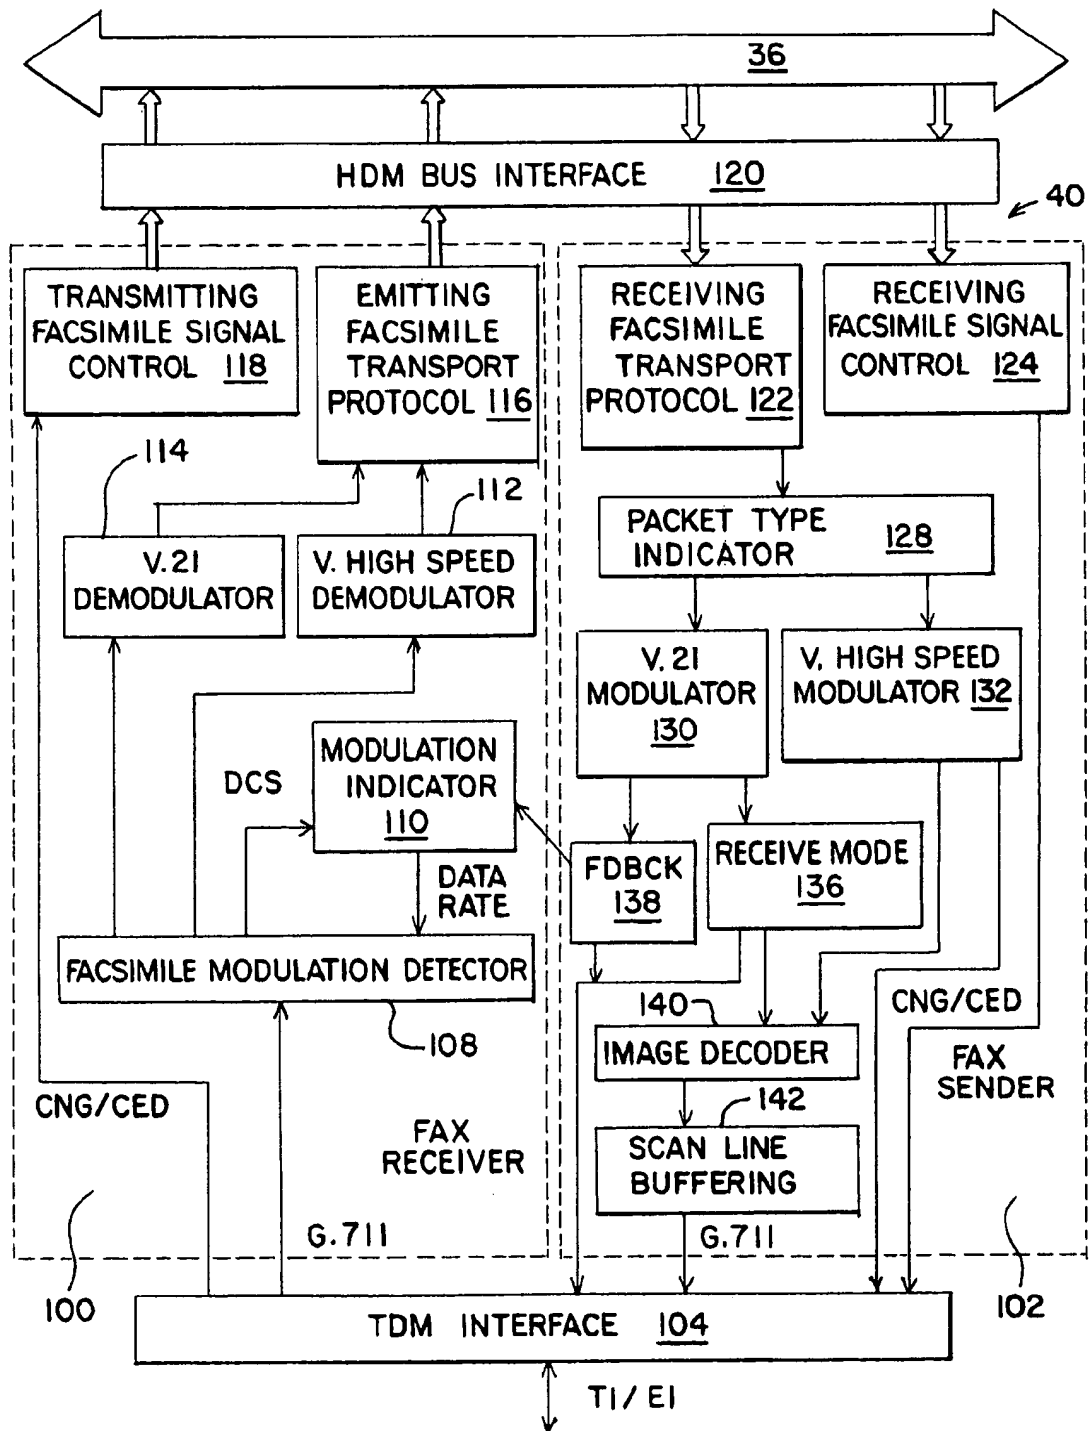 36
HDM BUS INTERFACE 120
40
TRANSMITTING
FACSIMILE SIGNAL
CONTROL 118
EMITTING
FACSIMILE
TRANSPORT
PROTOCOL 116
RECEIVING
FACSIMILE
TRANSPORT
PROTOCOL 122
RECEIVING
FACSIMILE SIGNAL
CONTROL 124
114
112
V.21
DEMODULATOR
V. HIGH SPEED
DEMODULATOR
PACKET TYPE
INDICATOR 128
V. 21
MODULATOR
130
V. HIGH SPEED
MODULATOR 132
DCS
MODULATION
INDICATOR
110
DATA
RATE
FDBCK
138
RECEIVE MODE
136
FACSIMILE MODULATION DETECTOR
108
CNG/CED
140
IMAGE DECODER
142
SCAN LINE
BUFFERING
CNG/CED
FAX
SENDER
FAX
RECEIVER
G.711
G.711
100
102
TDM INTERFACE 104
T1/E1